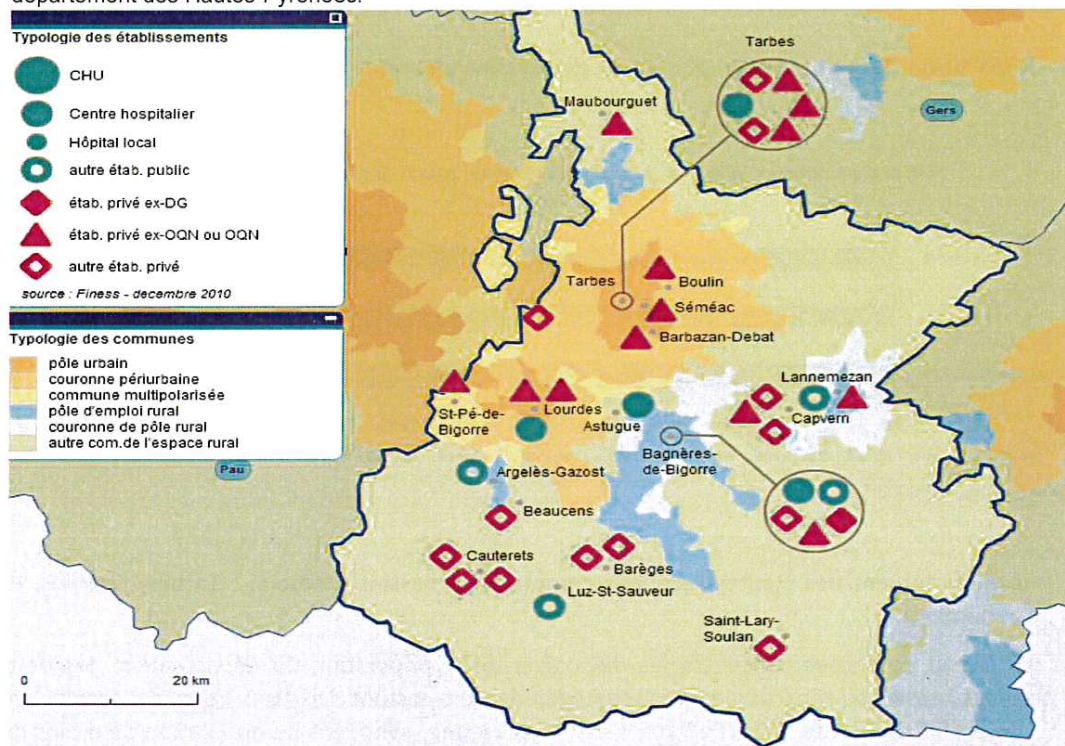 département des Hautes-Pyrénées.
Typologie des établissements
CHU
Centre hospitalier
Hôpital local
autre étab. public
étab. privé ex-DG
étab. privé ex-OQN ou OQN
autre étab. privé
source : Finess - decembre 2010
Typologie des communes
pôle urbain
couronne périurbaine
commune multipolarisée
pôle d'emploi rural
couronne de pôle rural
autre com.de l'espace rural
Tarbes
Maubourguet
Gers
Tarbes
Boulin
Séméac
Barbazan-Debat
Lannemezan
Capvern
St-Pé-de-
Bigorre
Lourdes
Astugue
Bagnères-
de-Bigorre
Pau
Argelès-Gazost
Beaucens
Cauterets
Barèges
Luz-St-Sauveur
Saint-Lary-
Soulan
0
20 km